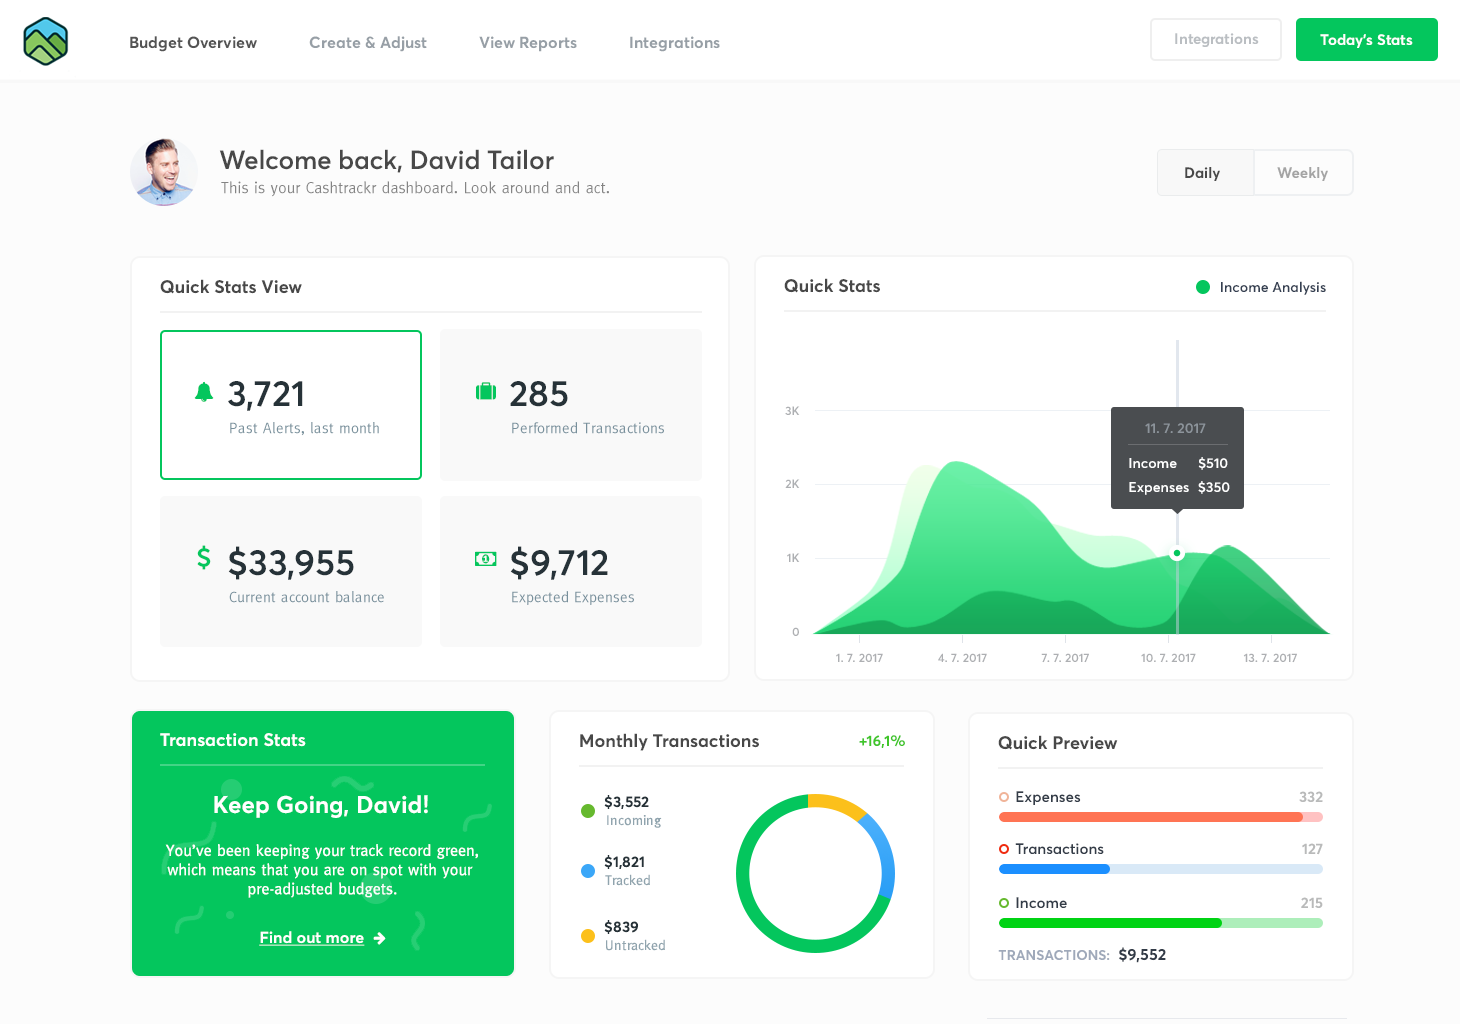 Budget Overview
Create & Adjust
View Reports
Integrations
Integrations
Today's Stats
Welcome back, David Tailor
This is your Cashtrackr dashboard. Look around and act.
Daily
Weekly
Quick Stats View
3,721
Past Alerts, last month
285
Performed Transactions
$33,955
Current account balance
$9,712
Expected Expenses
Quick Stats
Income Analysis
3K
2K
1K
0
11. 7. 2017
Income $510
Expenses $350
1. 7. 2017
4. 7. 2017
7. 7. 2017
10. 7. 2017
13. 7. 2017
Transaction Stats
Keep Going, David!
You've been keeping your track record green,
which means that you are on spot with your
pre-adjusted budgets.
Find out more
Monthly Transactions
+16,1%
$3,552
Incoming
$1,821
Tracked
$839
Untracked
Quick Preview
Expenses 332
Transactions 127
Income 215
TRANSACTIONS: $9,552